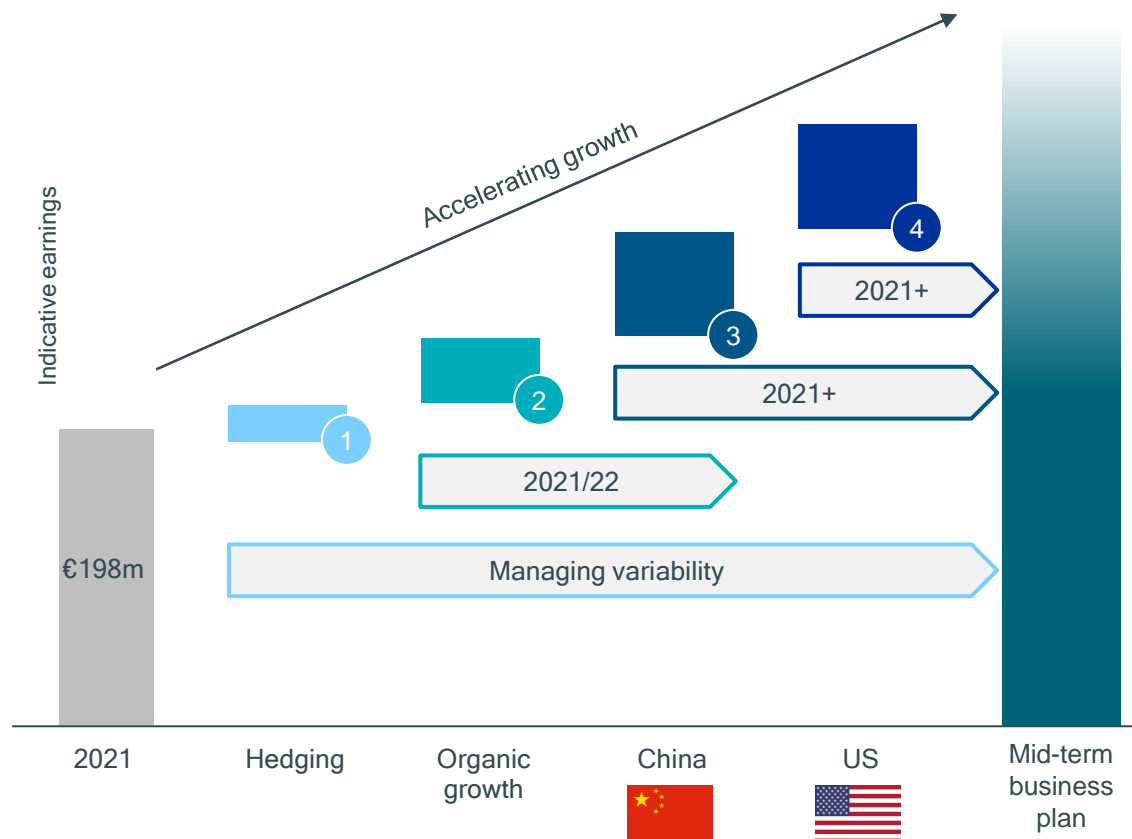 Indicative earnings
Accelerating growth
4
2021+
3
2021+
2
1
2021/22
€198m
Managing variability
2021
Hedging
Organic
growth
China
US
Mid-term
business
plan